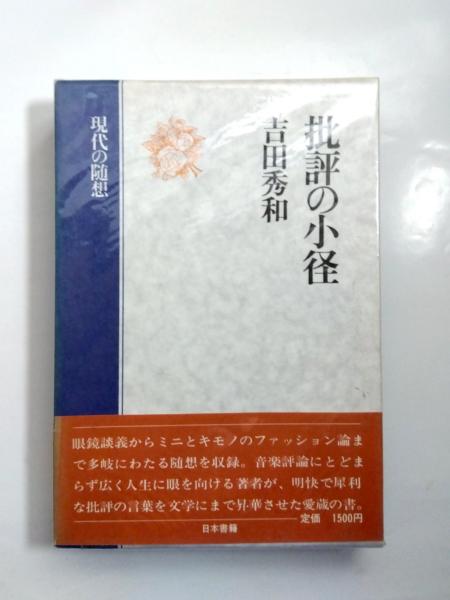 批評の小径
吉田秀和
現代の随想
眼鏡談義からミニとキモノのファッション論ま
で多岐にわたる随想を収録。音楽評論にとどま
らず広く人生に眼を向ける著者が、明快で犀利
な批評の言葉を文学にまで昇華させた愛蔵の書。
定価 1500円
日本書籍